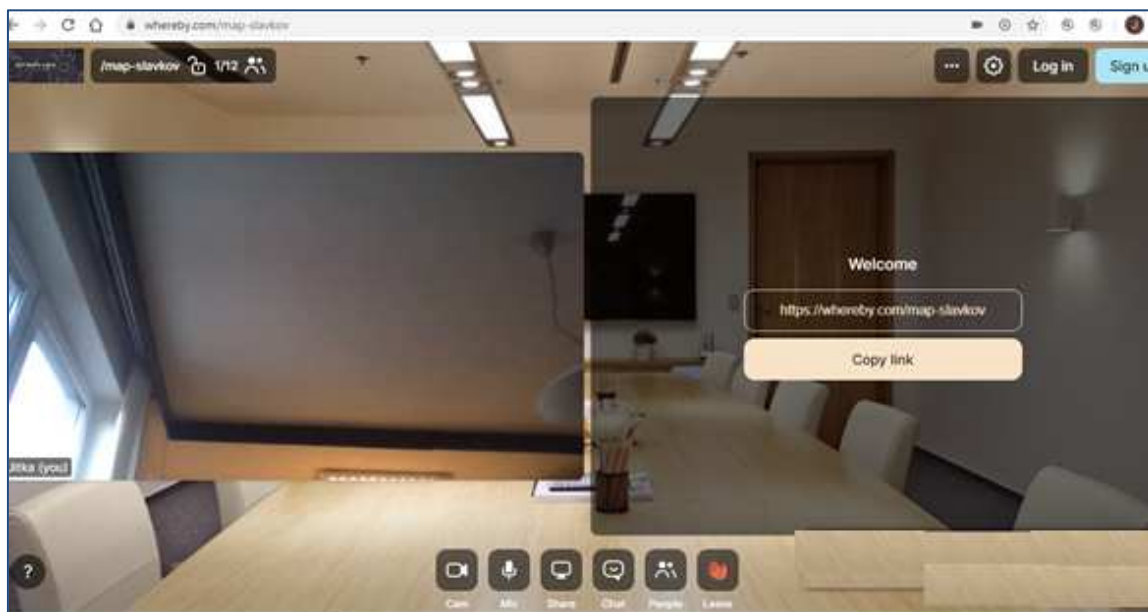 whereby.com/map-slavkov
/map-slavkov 1/12
Log in
Sign u
Welcome
https://whereby.com/map-slavkov
Copy link
Jitka (you)
?
Cam Mic Share Chat People Leave